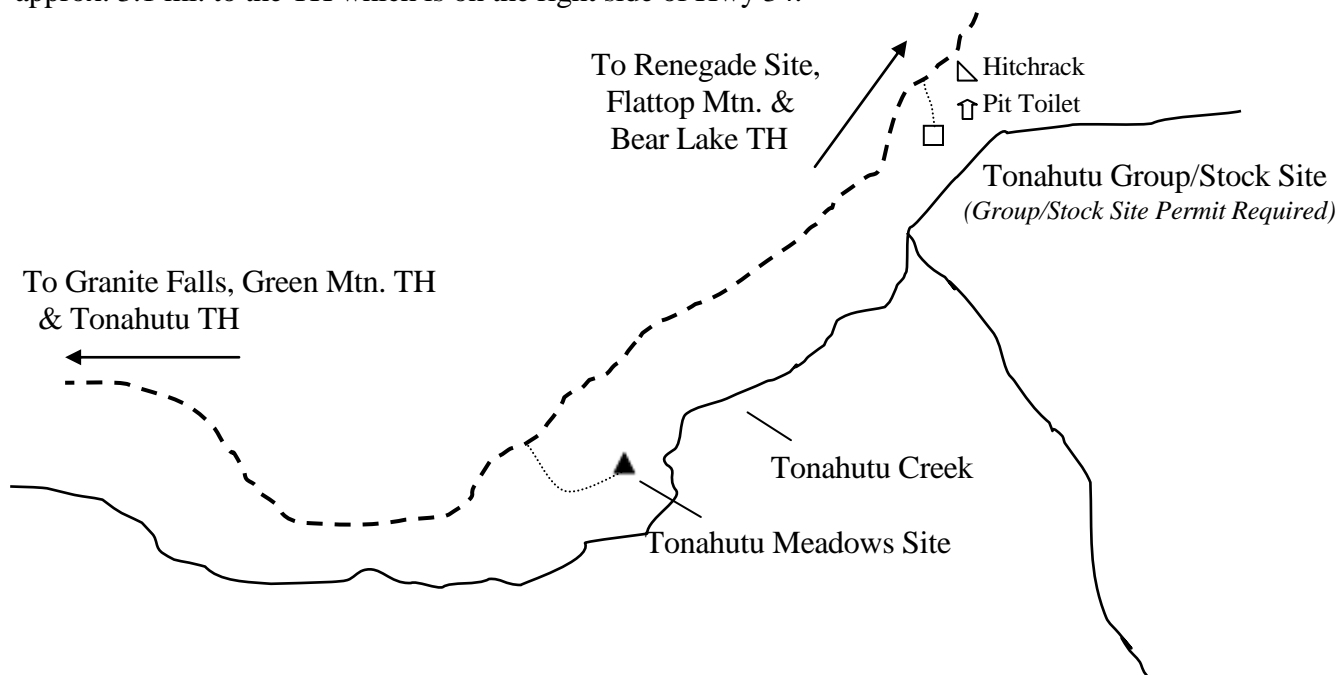 approx. mi. to the TH which is on the right side of Hwy 34.
To Renegade Site,
Flattop Mtn. &
Bear Lake TH
Hitchrack
Pit Toilet
Tonahutu Group/Stock Site
(Group/Stock Site Permit Required)
To Granite Falls, Green Mtn. TH
& Tonahutu TH
Tonahutu Creek
Tonahutu Meadows Site